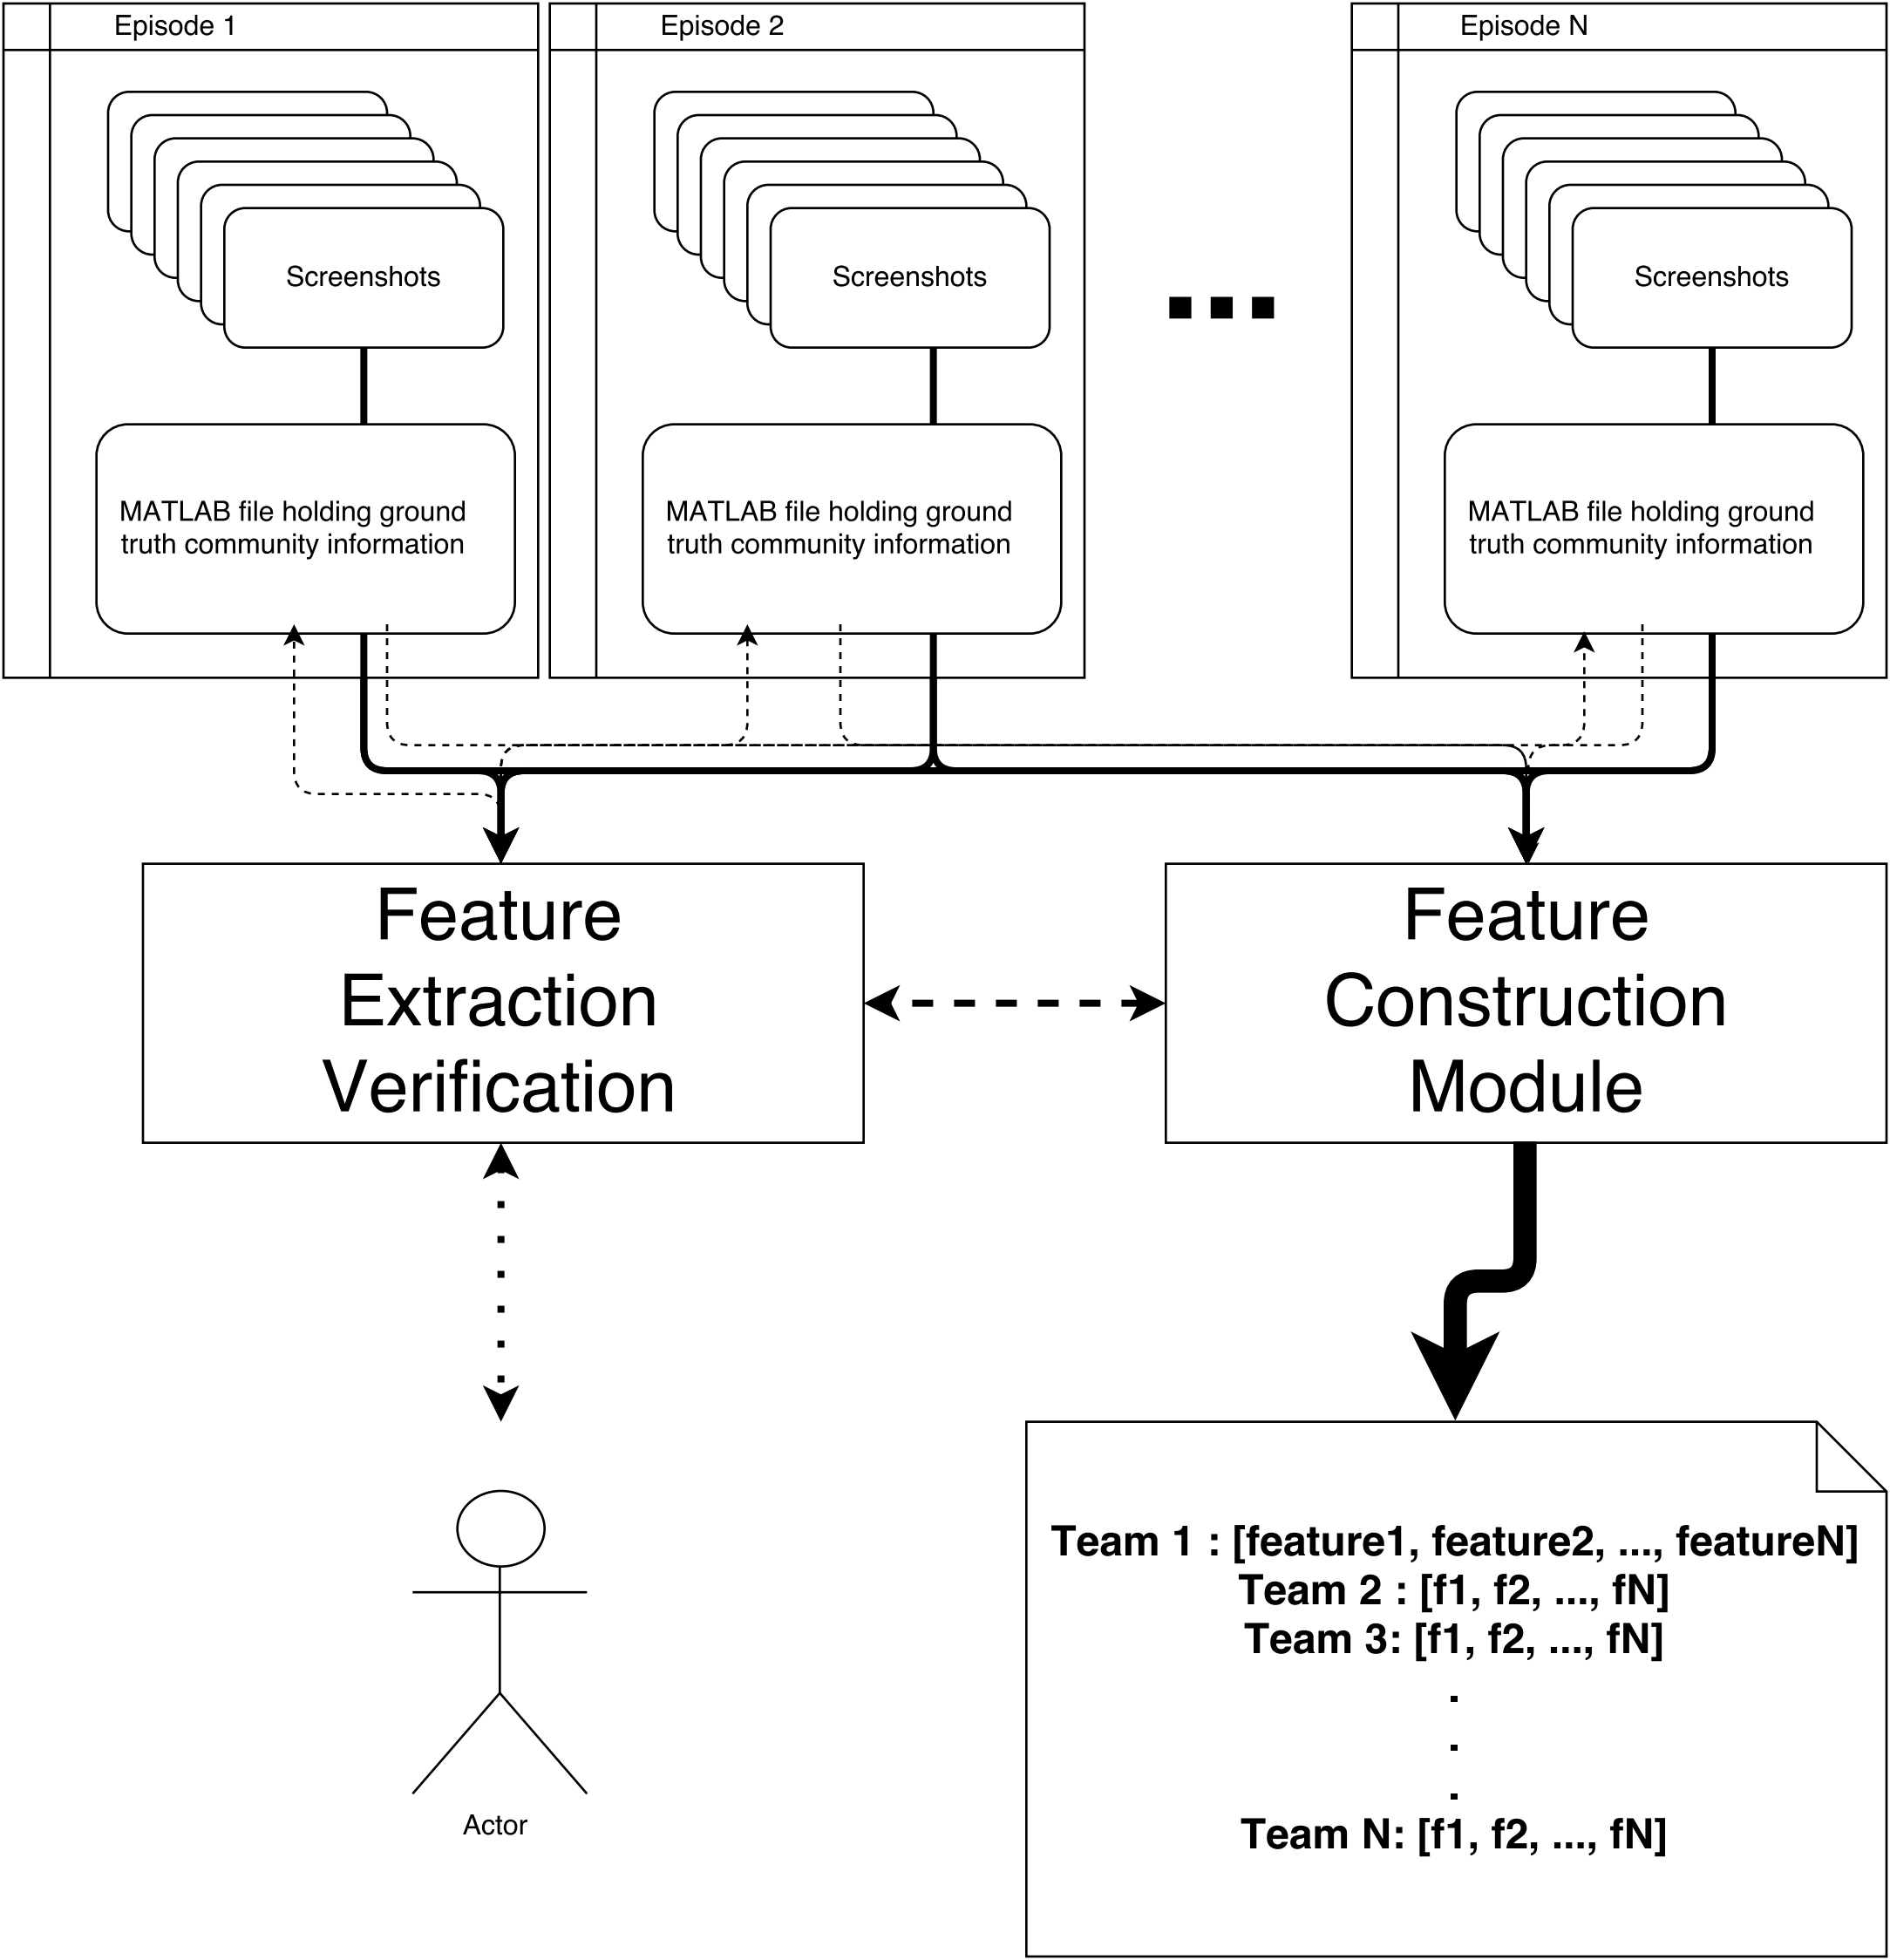 Episode 1
Episode 2
Episode N
Screenshots
Screenshots
Screenshots
MATLAB file holding ground
truth community information
MATLAB file holding ground
truth community information
MATLAB file holding ground
truth community information
Feature
Extraction
Verification
Feature
Construction
Module
Team 1 : [feature1, feature2, ..., featureN]
Team 2 : [f1, f2, ..., fN]
Team 3: [f1, f2, ..., fN]
.
.
.
Team N: [f1, f2, ..., fN]
Actor